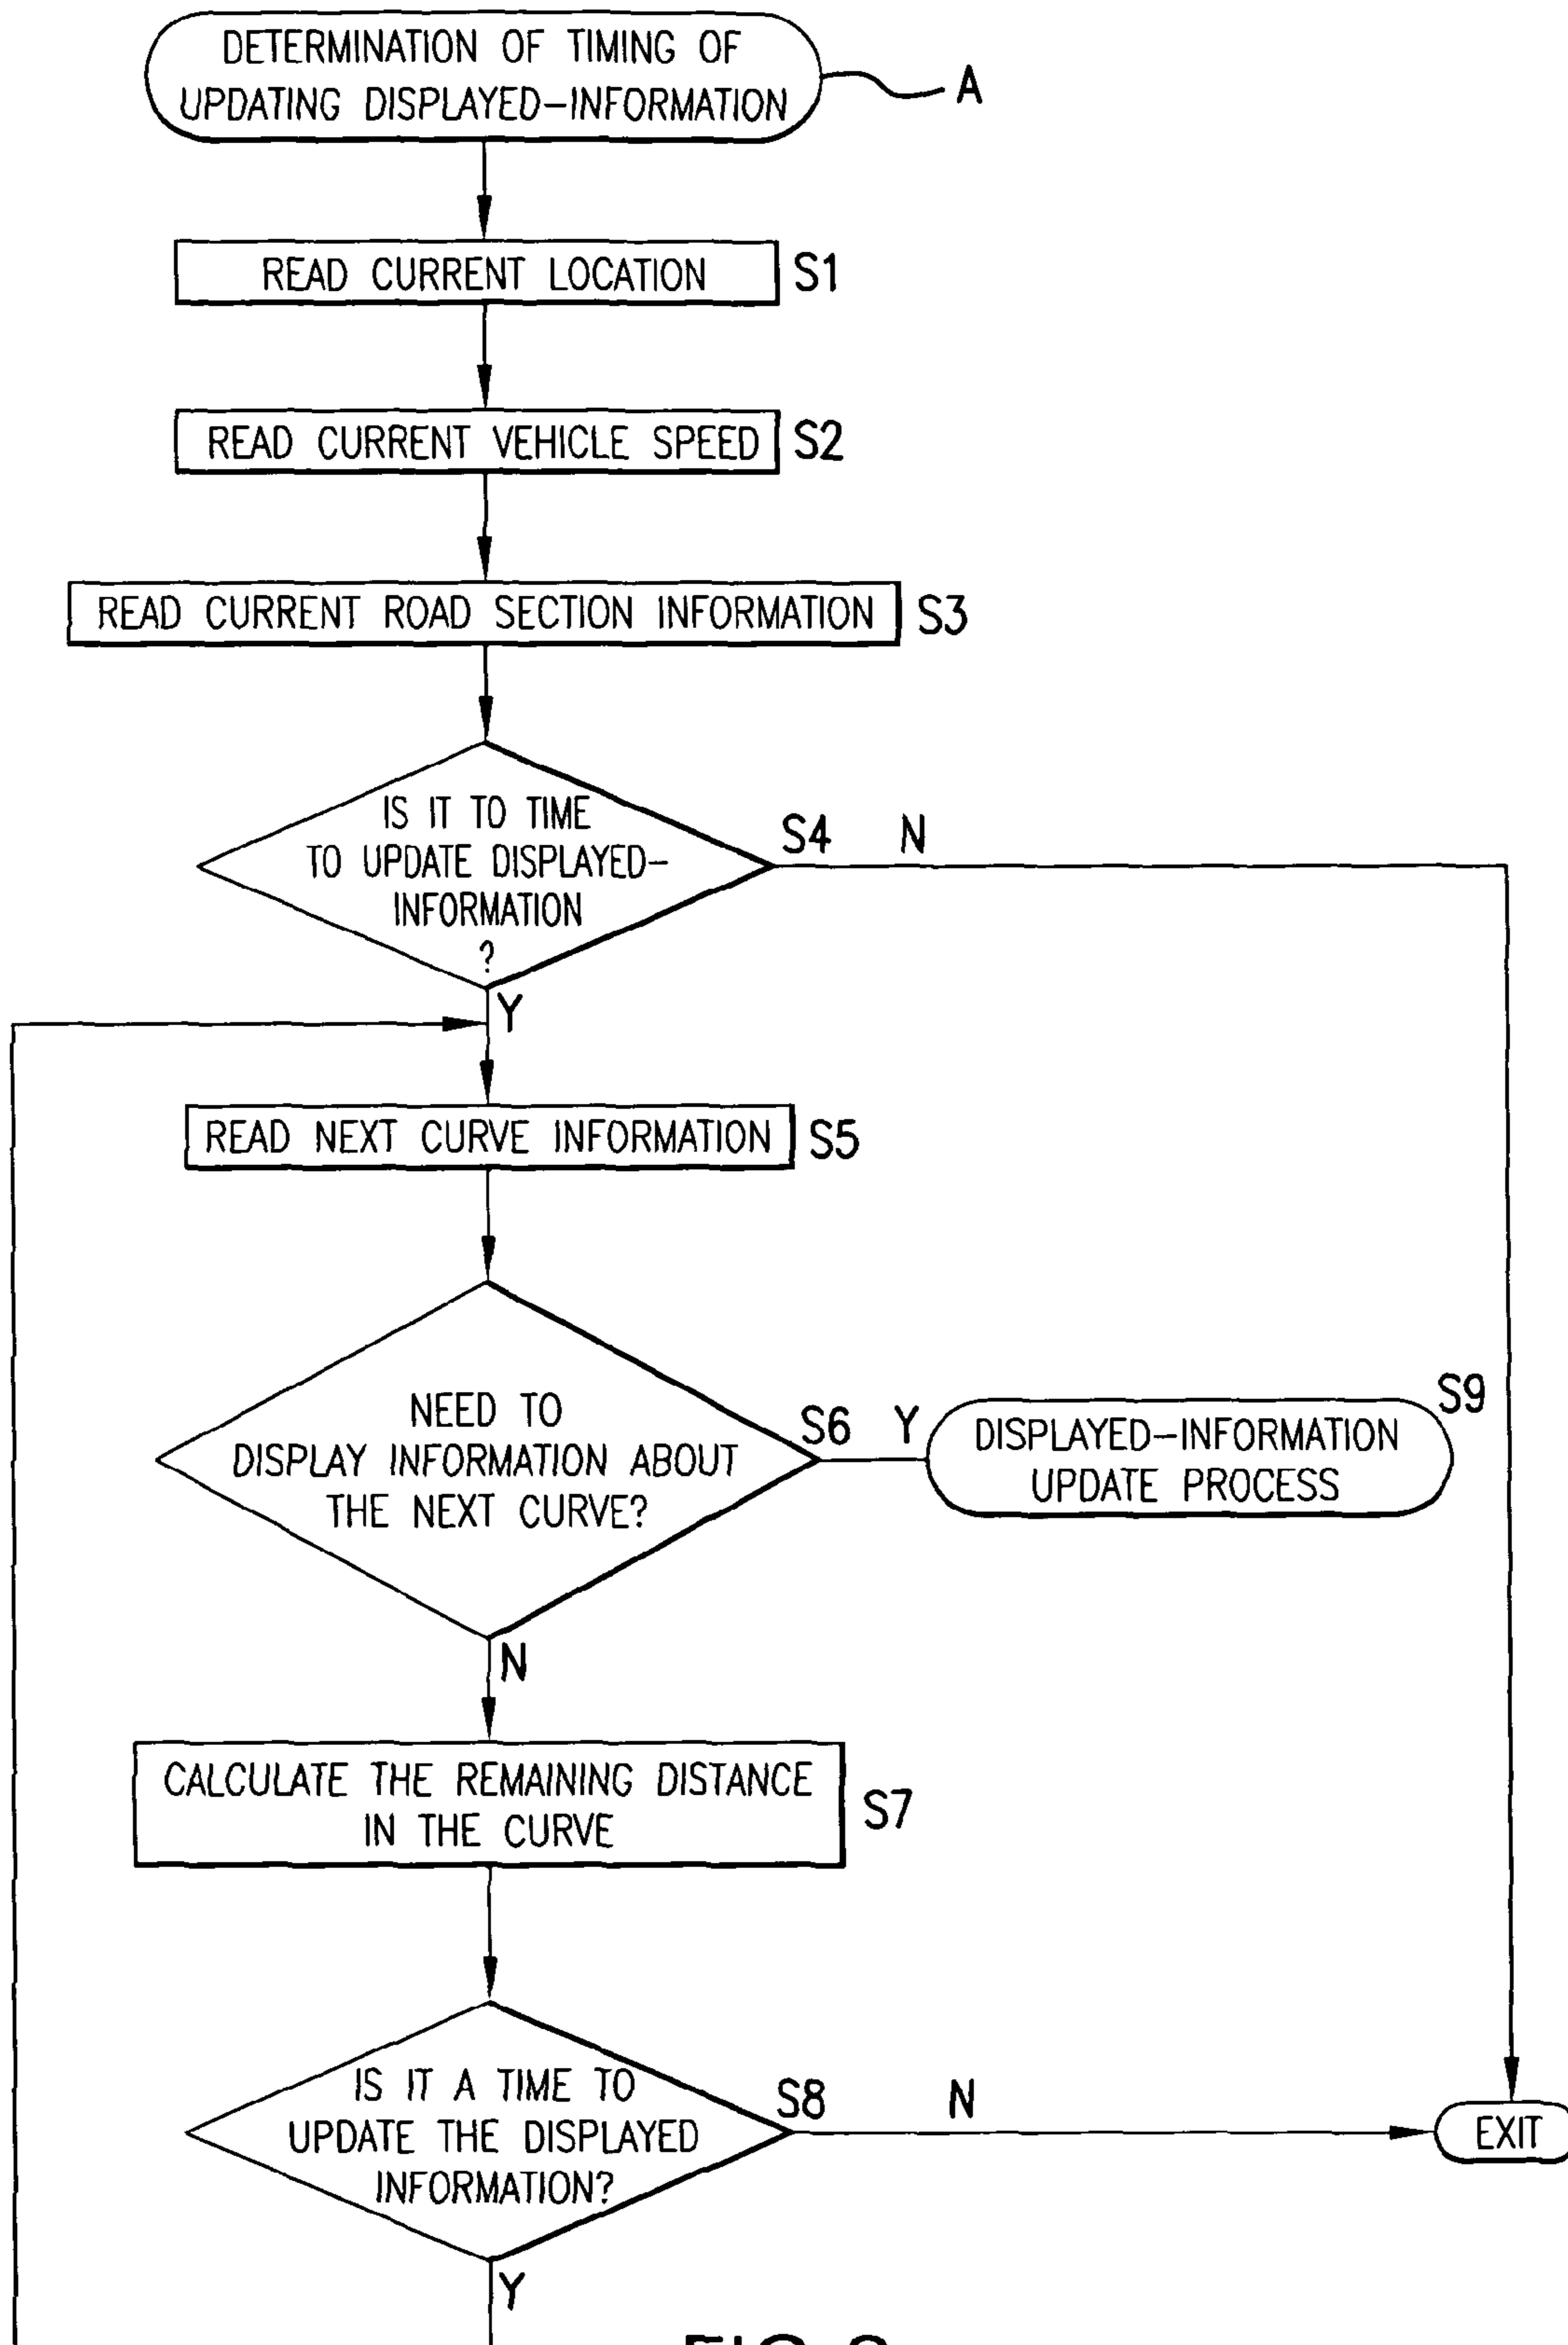 DETERMINATION OF TIMING OF
UPDATING DISPLAYED-INFORMATION
A
READ CURRENT LOCATION
S1
READ CURRENT VEHICLE SPEED
S2
READ CURRENT ROAD SECTION INFORMATION
S3
IS IT TO TIME
TO UPDATE DISPLAYED-
INFORMATION
?
S4
N
Y
READ NEXT CURVE INFORMATION
S5
NEED TO
DISPLAY INFORMATION ABOUT
THE NEXT CURVE?
S6
Y
DISPLAYED-INFORMATION
UPDATE PROCESS
S9
N
CALCULATE THE REMAINING DISTANCE
IN THE CURVE
S7
IS IT A TIME TO
UPDATE THE DISPLAYED
INFORMATION?
S8
N
EXIT
Y